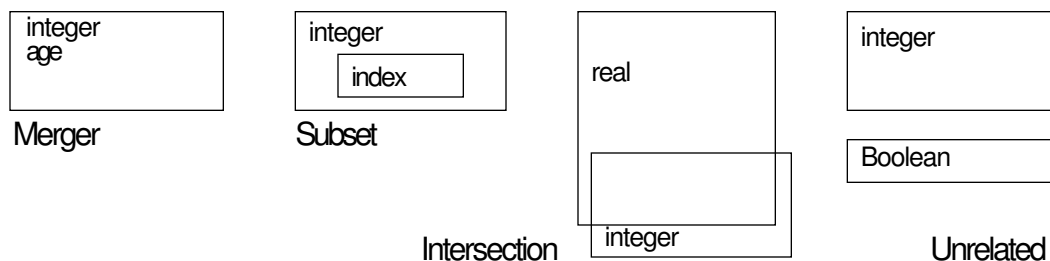 integer
age
Merger
integer
index
Subset
real
integer
Intersection
integer
Boolean
Unrelated